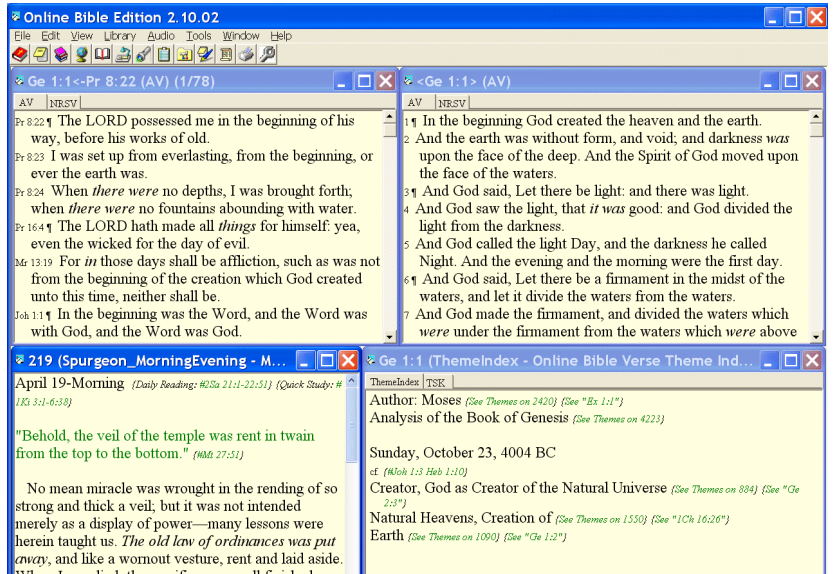 Online Bible Edition 2.10.02
File Edit View Library Audio Tools Window Help
Ge 1:1<-Pr 8:22 (AV) (1/78)
AV NRSV
Pr 8:22 ¶ The LORD possessed me in the beginning of his
way, before his works of old.
Pr 8:23 I was set up from everlasting, from the beginning, or
ever the earth was.
Pr 8:24 When there were no depths, I was brought forth;
when there were no fountains abounding with water.
Pr 16:4 ¶ The LORD hath made all things for himself: yea,
even the wicked for the day of evil.
Mr 13:19 For in those days shall be affliction, such as was not
from the beginning of the creation which God created
unto this time, neither shall be.
Joh 1:1 ¶ In the beginning was the Word, and the Word was
with God, and the Word was God.
<Ge 1:1> (AV)
AV NRSV
1 ¶ In the beginning God created the heaven and the earth.
2 And the earth was without form, and void; and darkness was
upon the face of the deep. And the Spirit of God moved upon
the face of the waters.
3 ¶ And God said, Let there be light: and there was light.
4 And God saw the light, that it was good: and God divided the
light from the darkness.
5 And God called the light Day, and the darkness he called
Night. And the evening and the morning were the first day.
6 ¶ And God said, Let there be a firmament in the midst of the
waters, and let it divide the waters from the waters.
7 And God made the firmament, and divided the waters which
were under the firmament from the waters which were above
219 (Spurgeon_MorningEvening - M...
April 19-Morning {Daily Reading: #2Sa 21:1-22:51} {Quick Study: #
1Ki 3:1-6:38}
"Behold, the veil of the temple was rent in twain
from the top to the bottom." {#Mt 27:51}
No mean miracle was wrought in the rending of so
strong and thick a veil; but it was not intended
merely as a display of power—many lessons were
herein taught us. The old law of ordinances was put
away, and like a wornout vesture, rent and laid aside.
Ge 1:1 (ThemeIndex - Online Bible Verse Theme Ind...
ThemeIndex TSK
Author: Moses {See Themes on 2420} {See "Ex 1:1"}
Analysis of the Book of Genesis {See Themes on 4223}
Sunday, October 23, 4004 BC
cf. {#Joh 1:3 Heb 1:10}
Creator, God as Creator of the Natural Universe {See Themes on 884} {See "Ge
2:3"}
Natural Heavens, Creation of {See Themes on 1550} {See "1Ch 16:26"}
Earth {See Themes on 1090} {See "Ge 1:2"}